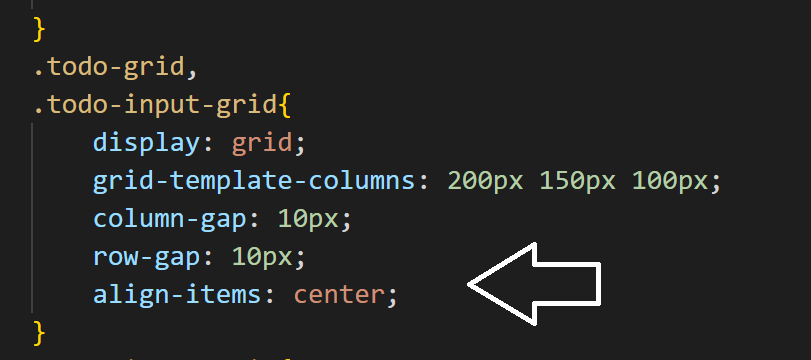 }
.todo-grid,
.todo-input-grid{
display: grid;
grid-template-columns: 200px 150px 100px;
column-gap: 10px;
row-gap: 10px;
align-items: center;
}